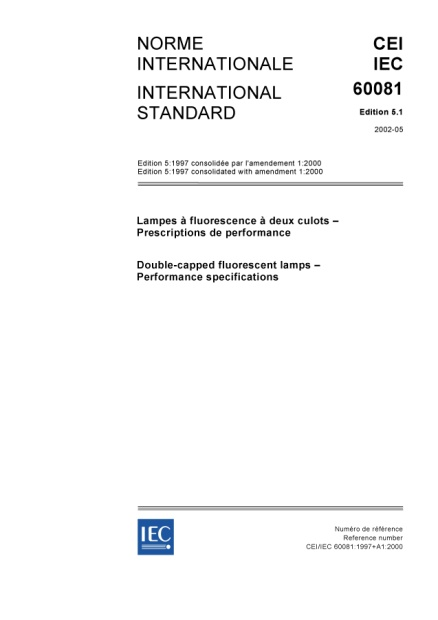 NORME
INTERNATIONALE
CEI
IEC
INTERNATIONAL
STANDARD
60081
Edition 5.1
2002-05
Edition 5:1997 consolidée par l'amendement 1:2000
Edition 5:1997 consolidated with amendment 1:2000
Lampes à fluorescence à deux culots –
Prescriptions de performance
Double-capped fluorescent lamps –
Performance specifications
IEC
Numéro de référence
Reference number
CEI/IEC 60081:1997+A1:2000